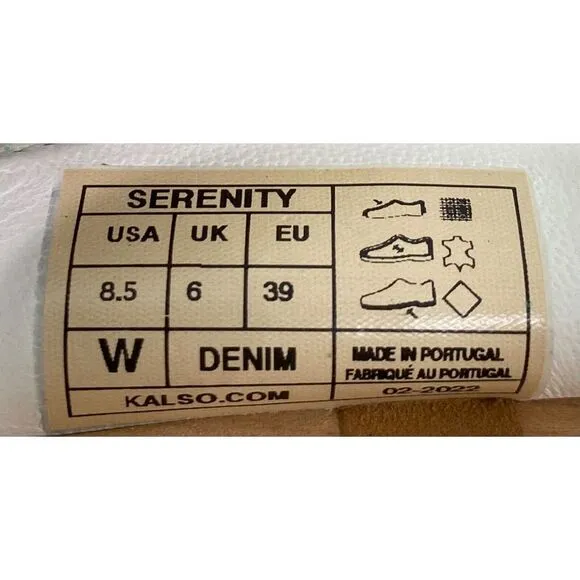 SERENITY
USA UK EU
8.5 6 39
W DENIM
KALSO.COM
MADE IN PORTUGAL
FABRIQUÉ AU PORTUGAL
02-2022